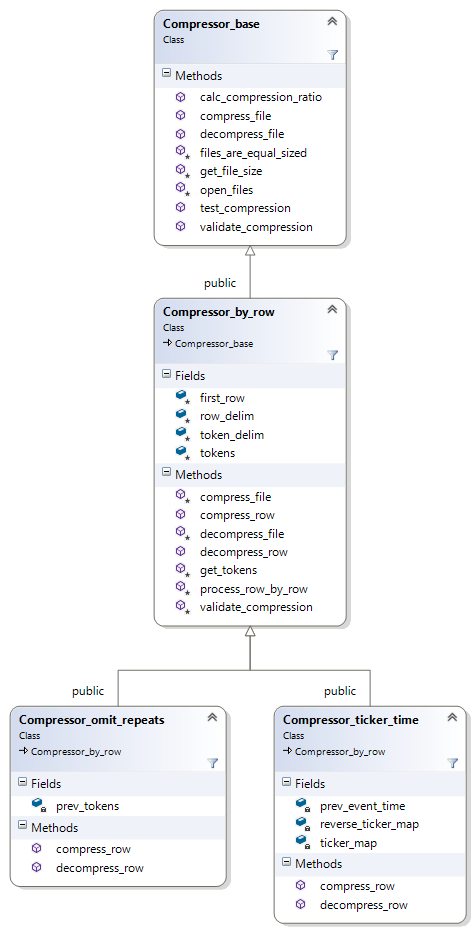 Compressor_base
Class
Methods
calc_compression_ratio
compress_file
decompress_file
files_are_equal_sized
get_file_size
open_files
test_compression
validate_compression
public
Compressor_by_row
Class
Compressor_base
Fields
first_row
row_delim
token_delim
tokens
Methods
compress_file
compress_row
decompress_file
decompress_row
get_tokens
process_row_by_row
validate_compression
public
Compressor_omit_repeats
Class
Compressor_by_row
Fields
prev_tokens
Methods
compress_row
decompress_row
public
Compressor_ticker_time
Class
Compressor_by_row
Fields
prev_event_time
reverse_ticker_map
ticker_map
Methods
compress_row
decompress_row